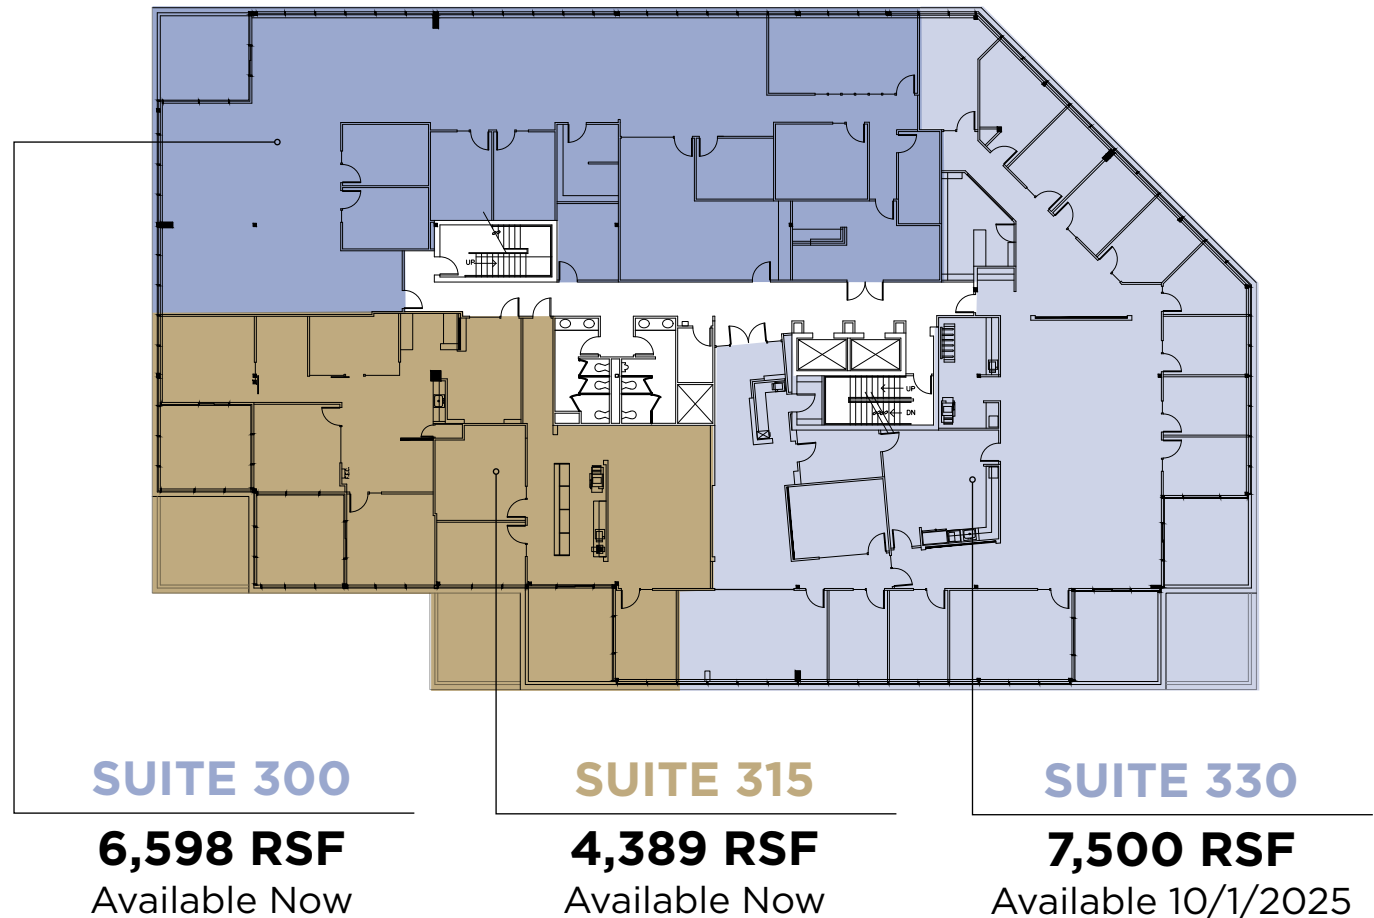 UP
UP
DN
SUITE 300
6,598 RSF
Available Now
SUITE 315
4,389 RSF
Available Now
SUITE 330
7,500 RSF
Available 10/1/2025